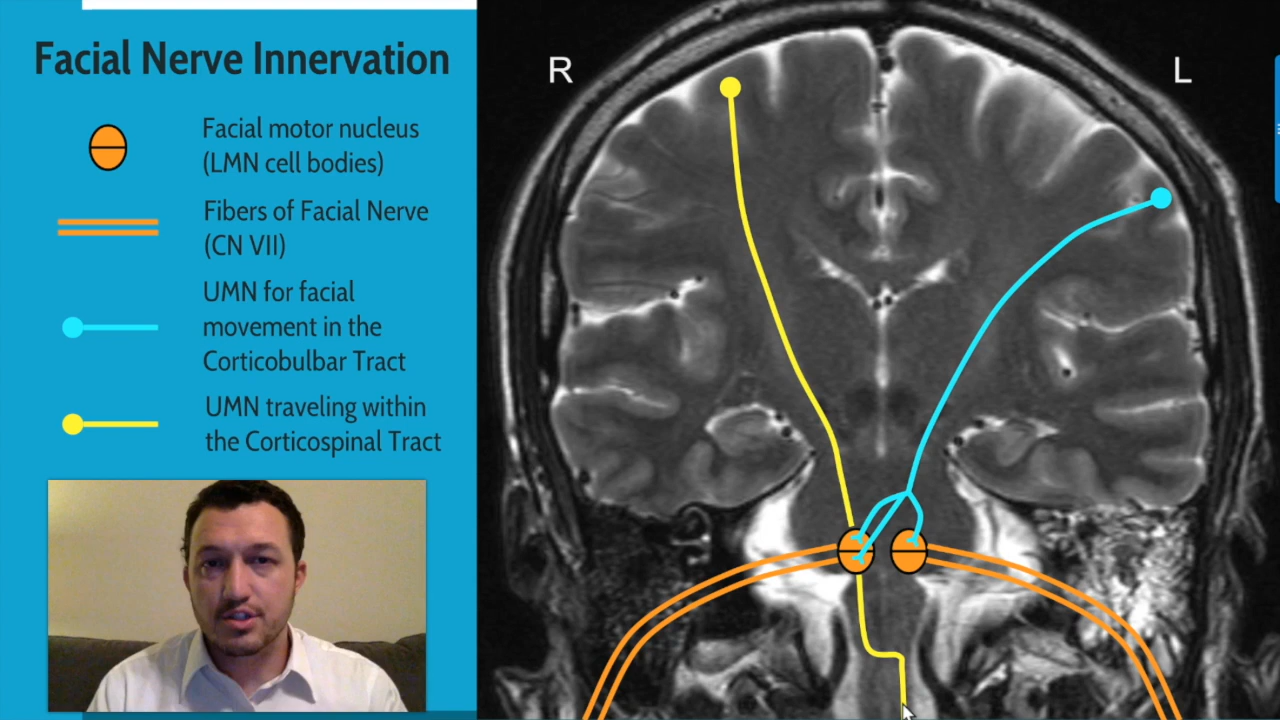 Facial Nerve Innervation
Facial motor nucleus
(LMN cell bodies)
Fibers of Facial Nerve
(CN VII)
UMN for facial
movement in the
Corticobulbar Tract
UMN traveling within
the Corticospinal Tract
R
L